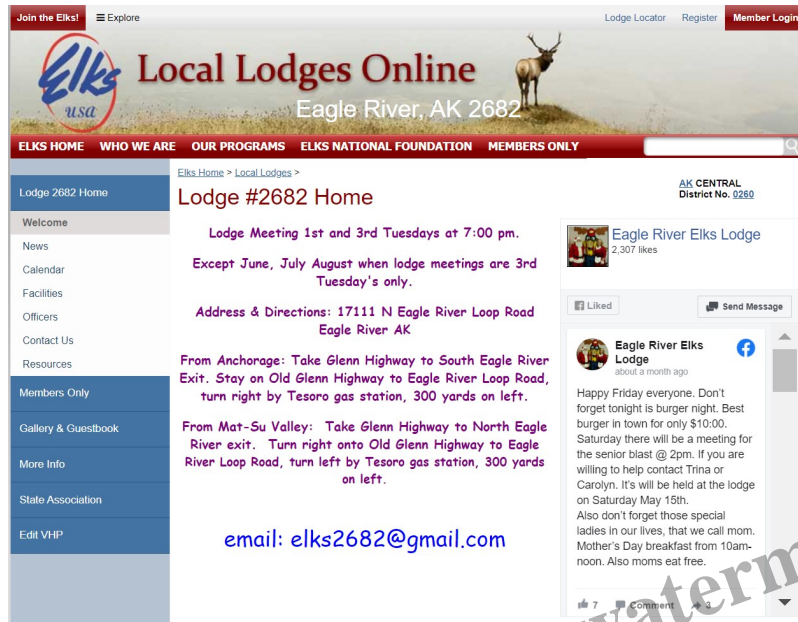 Join the Elks!
Explore
Lodge Locator Register Member Login
Elks
USA
Local Lodges Online
Eagle River, AK 2682
ELKS HOME WHO WE ARE OUR PROGRAMS ELKS NATIONAL FOUNDATION MEMBERS ONLY
Lodge 2682 Home
Welcome
News
Calendar
Facilities
Officers
Contact Us
Resources
Members Only
Gallery & Guestbook
More Info
State Association
Edit VHP
Elks Home > Local Lodges >
Lodge #2682 Home
Lodge Meeting 1st and 3rd Tuesdays at 7:00 pm.
Except June, July August when lodge meetings are 3rd
Tuesday's only.
Address & Directions: 17111 N Eagle River Loop Road
Eagle River AK
From Anchorage: Take Glenn Highway to South Eagle River
Exit. Stay on Old Glenn Highway to Eagle River Loop Road,
turn right by Tesoro gas station, 300 yards on left.
From Mat-Su Valley: Take Glenn Highway to North Eagle
River exit. Turn right onto Old Glenn Highway to Eagle
River Loop Road, turn left by Tesoro gas station, 300 yards
on left.
email: elks2682@gmail.com
AK CENTRAL
District No. 0260
Eagle River Elks Lodge
2,307 likes
Liked
Send Message
Eagle River Elks
Lodge
about a month ago
Happy Friday everyone. Don't
forget tonight is burger night. Best
burger in town for only $10:00.
Saturday there will be a meeting for
the senior blast @ 2pm. If you are
willing to help contact Trina or
Carolyn. It's will be held at the lodge
on Saturday May 15th.
Also don't forget those special
ladies in our lives, that we call mom.
Mother's Day breakfast from 10am-
noon. Also moms eat free.
7 Comment 3